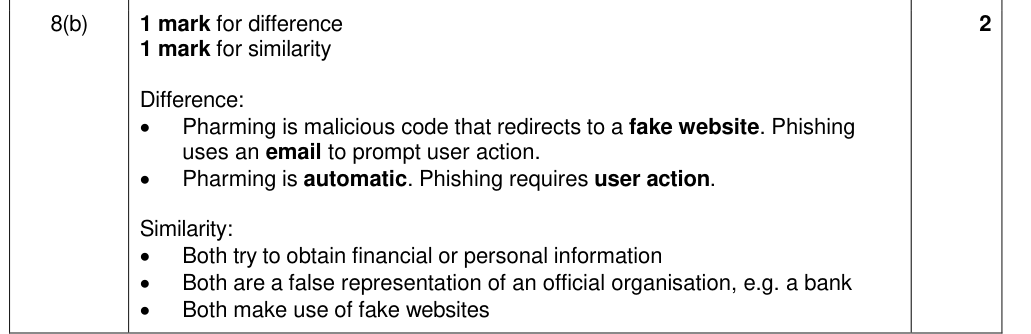 8(b)
1 mark for difference
1 mark for similarity
2
Difference:
• Pharming is malicious code that redirects to a fake website. Phishing
uses an email to prompt user action.
• Pharming is automatic. Phishing requires user action.
Similarity:
• Both try to obtain financial or personal information
• Both are a false representation of an official organisation, e.g. a bank
• Both make use of fake websites